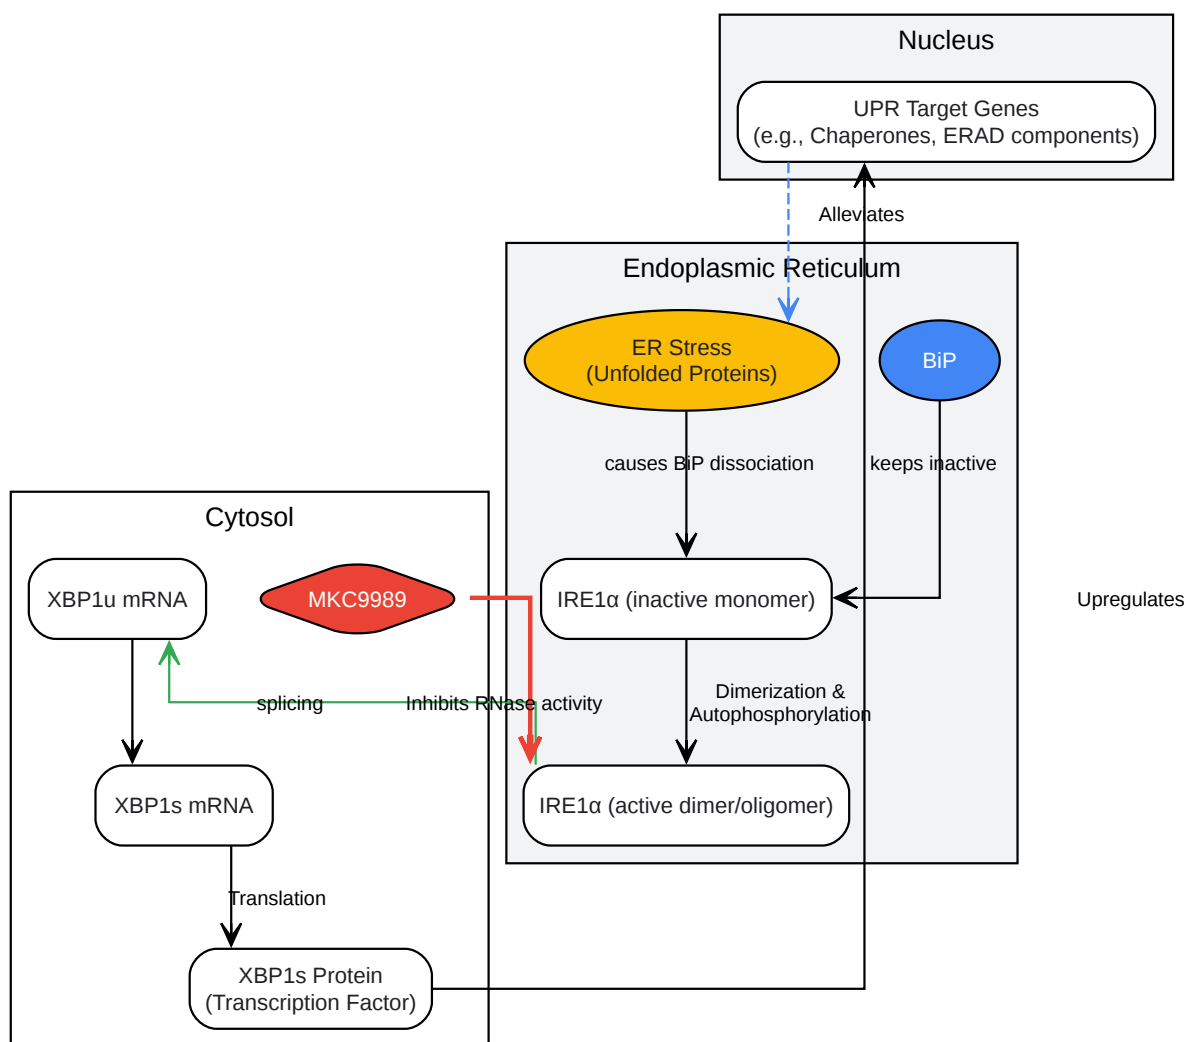 Nucleus
UPR Target Genes
(e.g., Chaperones, ERAD components)
Alleviates
Endoplasmic Reticulum
ER Stress
(Unfolded Proteins)
BiP
causes BiP dissociation
keeps inactive
Cytosol
XBP1u mRNA
MKC9989
IRE1α (inactive monomer)
Upregulates
splicing
Inhibits RNase activity
Dimerization &
Autophosphorylation
XBP1s mRNA
IRE1α (active dimer/oligomer)
Translation
XBP1s Protein
(Transcription Factor)